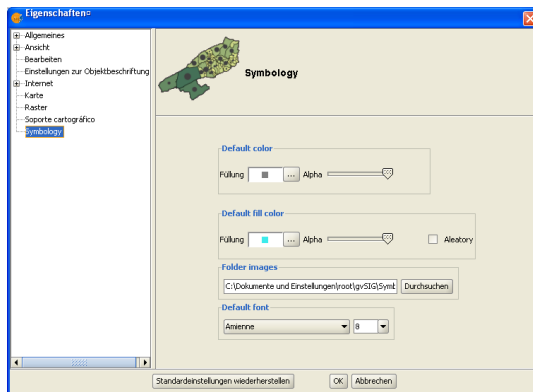 Eigenschaften
Allgemeines
Ansicht
Bearbeiten
Einstellungen zur Objektbeschriftung
Internet
Karte
Raster
Soporte cartográfico
Symbology
Symbology
Default color
Füllung ... Alpha
Default fill color
Füllung ... Alpha Aleatory
Folder images
C:\Dokumente und Einstellungen\root\gvSIG\Symb Durchsuchen
Default font
Amienne 8
Standardeinstellungen wiederherstellen OK Abbrechen